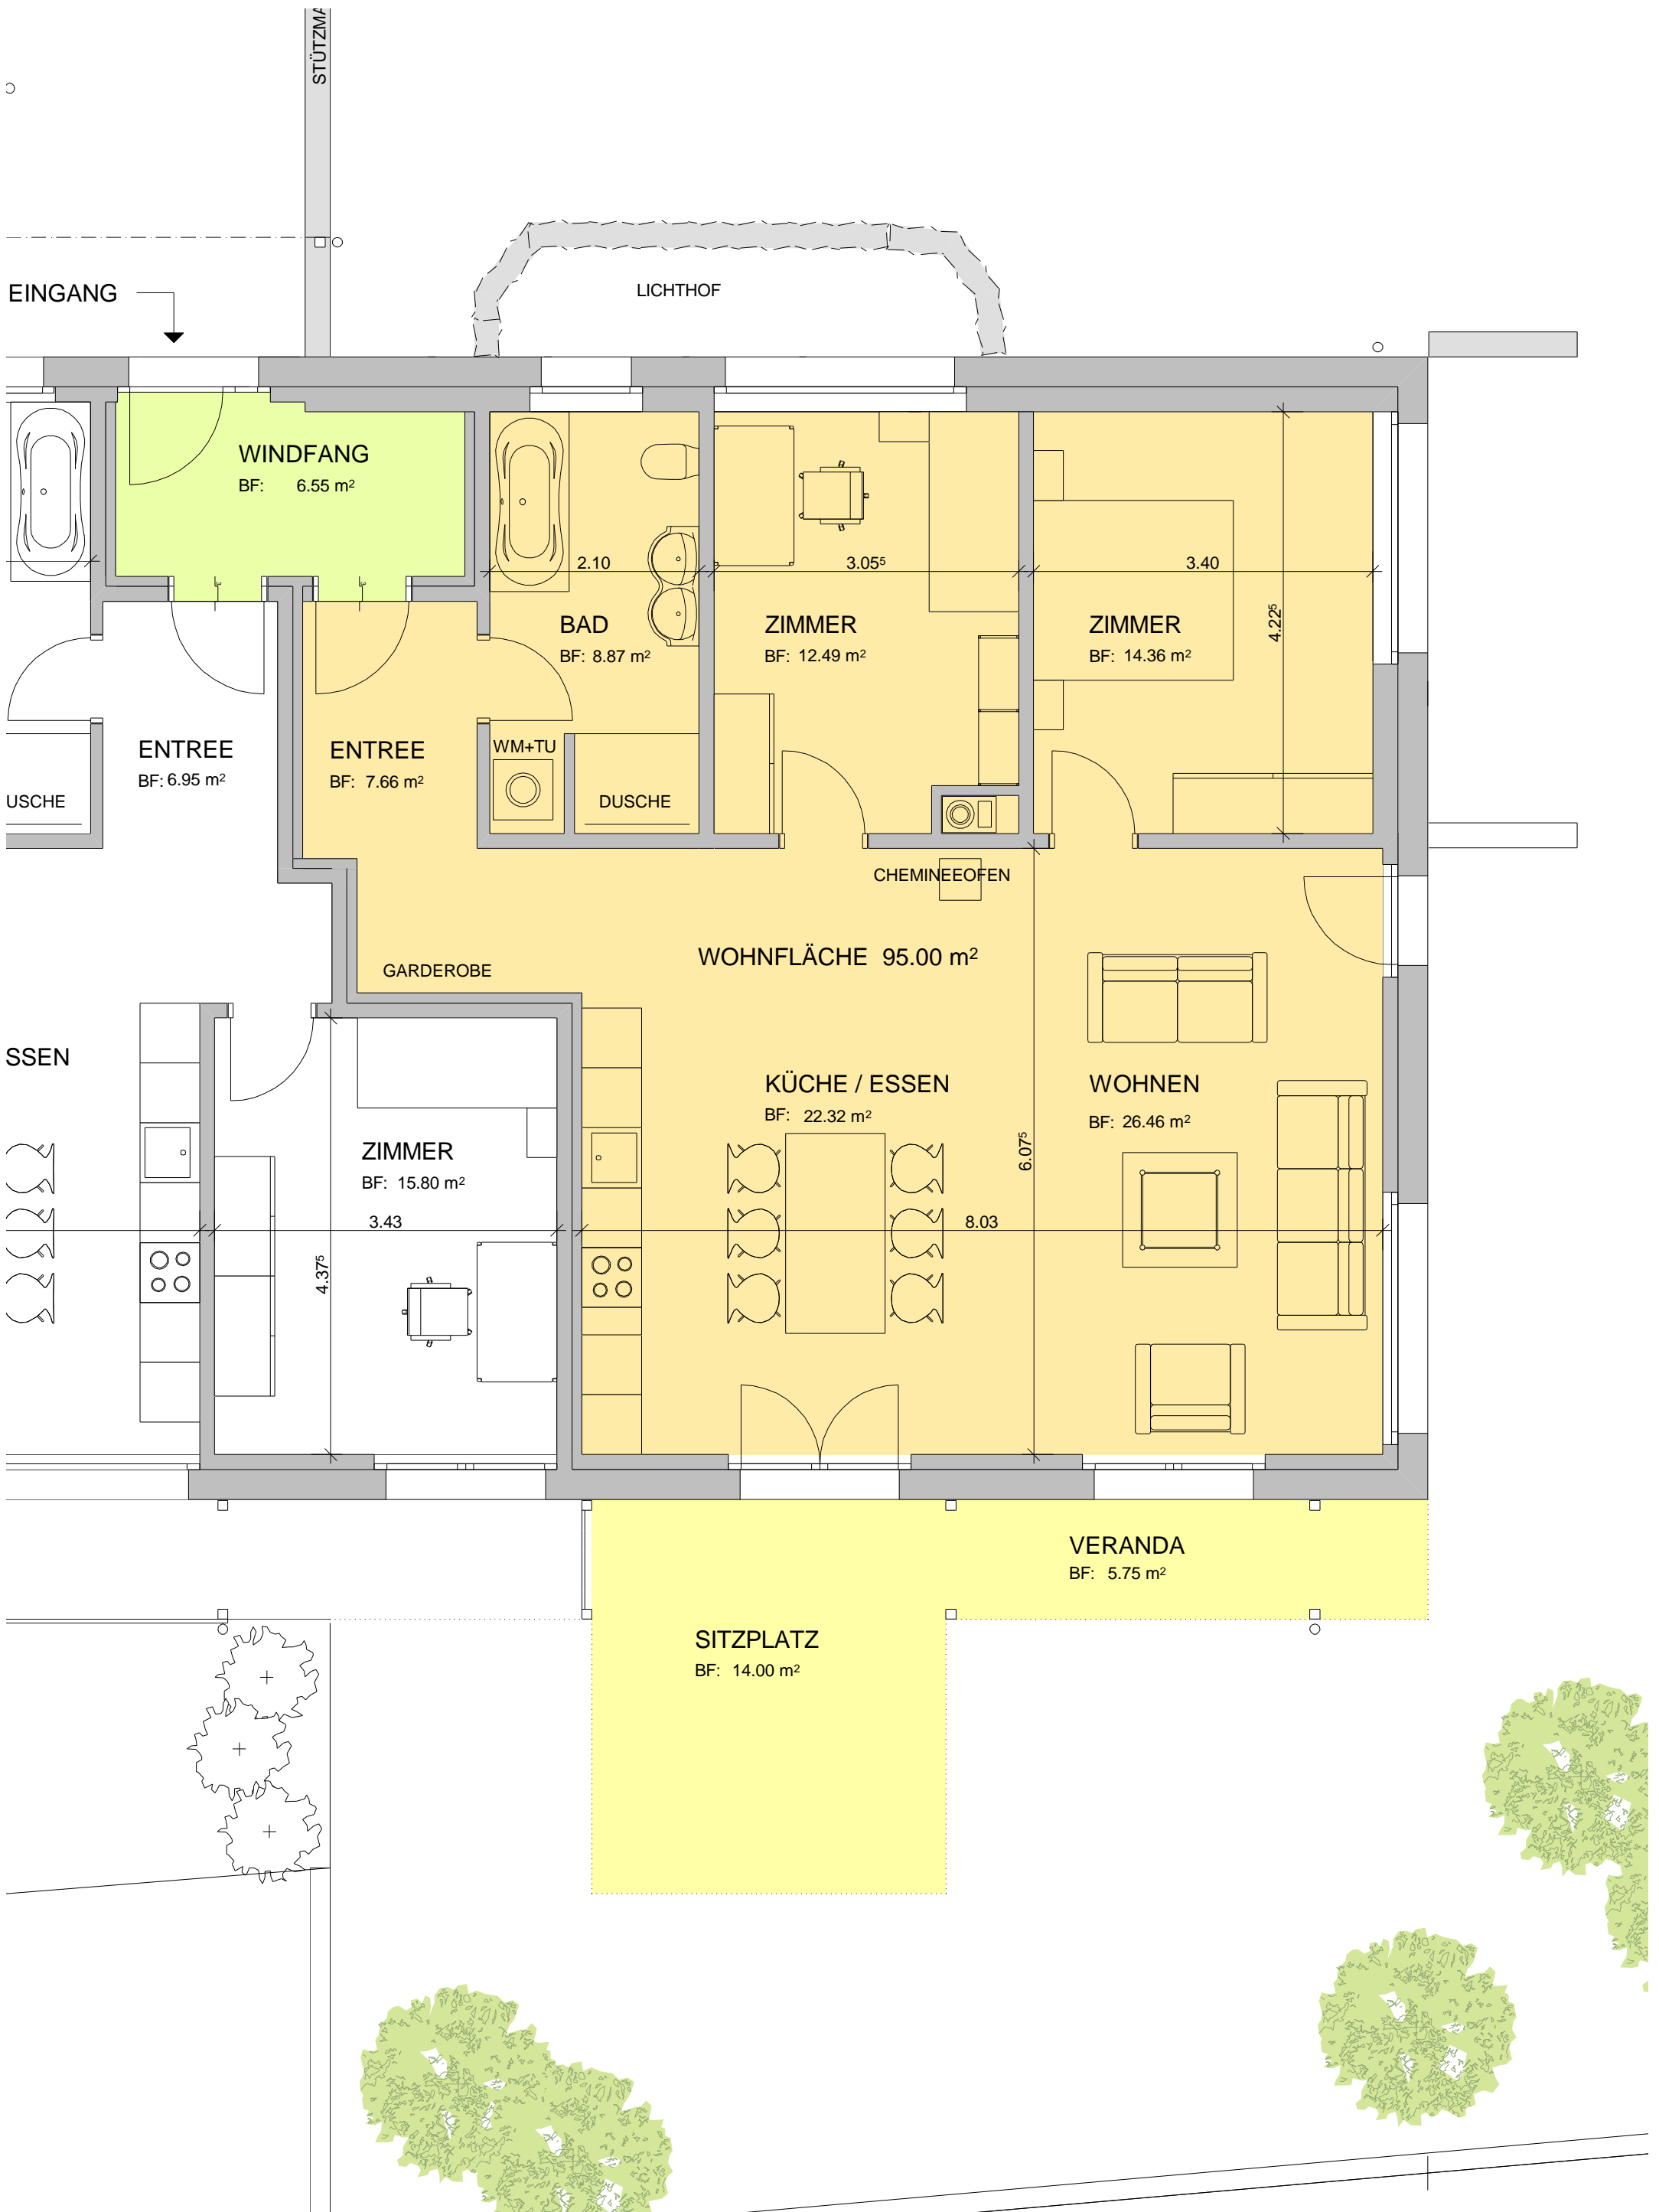 STÜTZMA
EINGANG
LICHTHOF
WINDFANG
BF: 6.55 m²
2.10
3.05⁵
3.40
4.22⁵
BAD
BF: 8.87 m²
ZIMMER
BF: 12.49 m²
ZIMMER
BF: 14.36 m²
ENTREE
BF: 6.95 m²
ENTREE
BF: 7.66 m²
WM+TU
USCHE
DUSCHE
CHEMINEEOFEN
WOHNFLÄCHE 95.00 m²
GARDEROBE
SSEN
KÜCHE / ESSEN
BF: 22.32 m²
WOHNEN
BF: 26.46 m²
ZIMMER
BF: 15.80 m²
6.07⁵
3.43
8.03
4.37⁵
VERANDA
BF: 5.75 m²
SITZPLATZ
BF: 14.00 m²